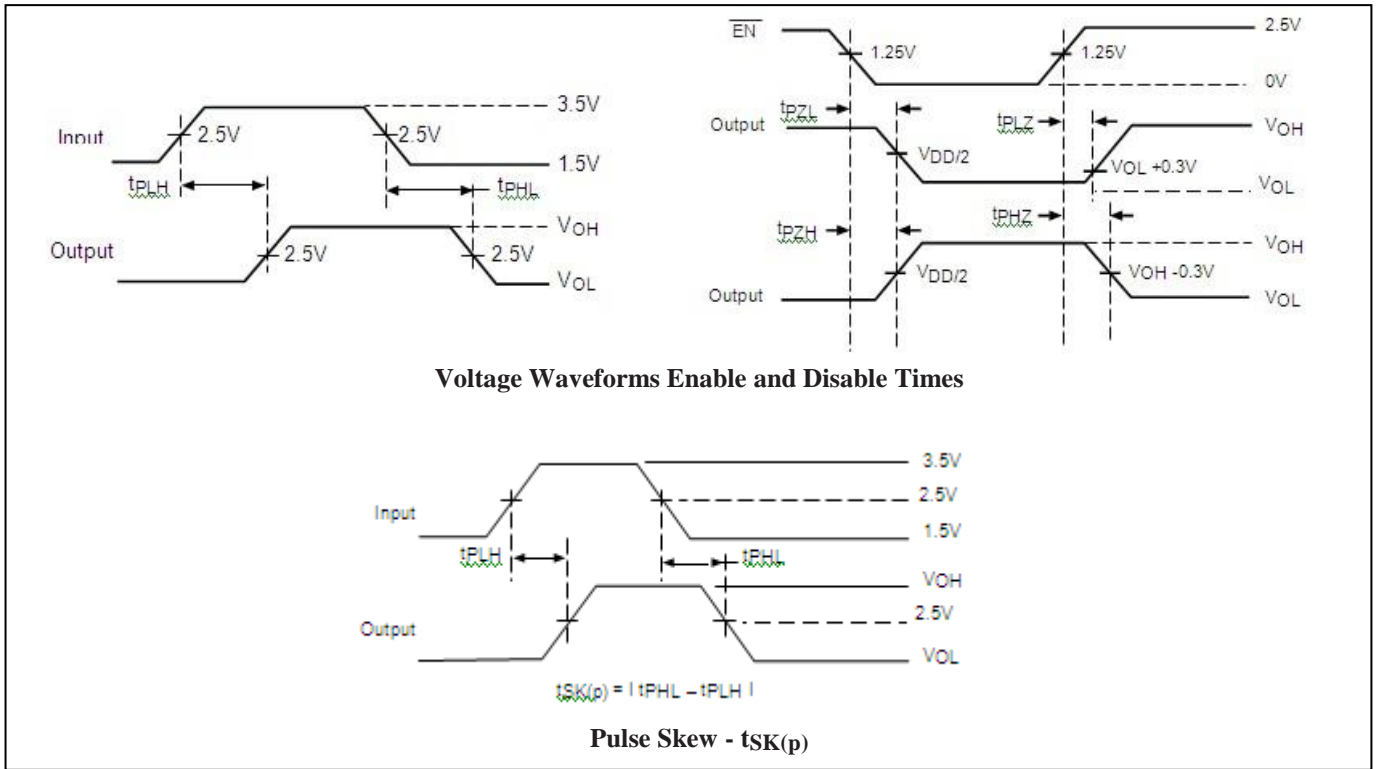 Input
2.5V
2.5V
3.5V
1.5V
tPLH
tPHL
Output
2.5V
2.5V
VOH
VOL
EN
1.25V
1.25V
2.5V
0V
tPZL
tPLZ
Output
VDD/2
VOL +0.3V
VOH
VOL
tPZH
tPHZ
Output
VDD/2
VOH -0.3V
VOH
VOL
Voltage Waveforms Enable and Disable Times
Input
3.5V
2.5V
1.5V
tPLH
tPHL
Output
VOH
2.5V
VOL
tSK(p) = | tPHL – tPLH |
Pulse Skew - tSK(p)